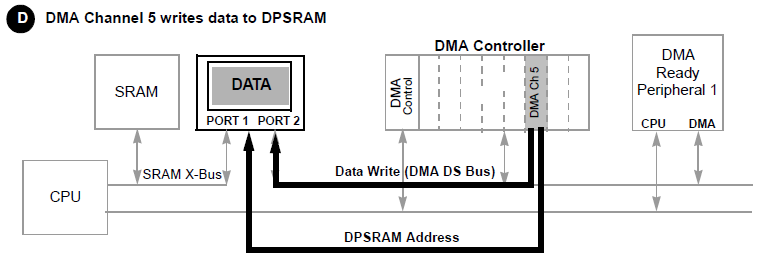 D DMA Channel 5 writes data to DPSRAM
DMA Controller
SRAM
DATA
PORT 1 PORT 2
DMA
Control
DMA Ch 5
DMA
Ready
Peripheral 1
CPU DMA
SRAM X-Bus
Data Write (DMA DS Bus)
CPU
DPSRAM Address